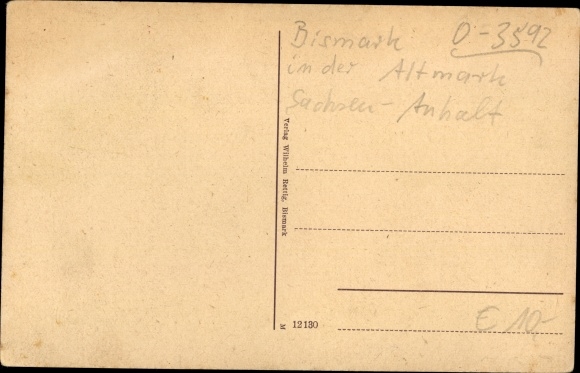 Bismark O-3592
in der Altmark
Sachsen-Anhalt
Verlag Wilhelm Rettig, Bismark
M 12130
E 10,-